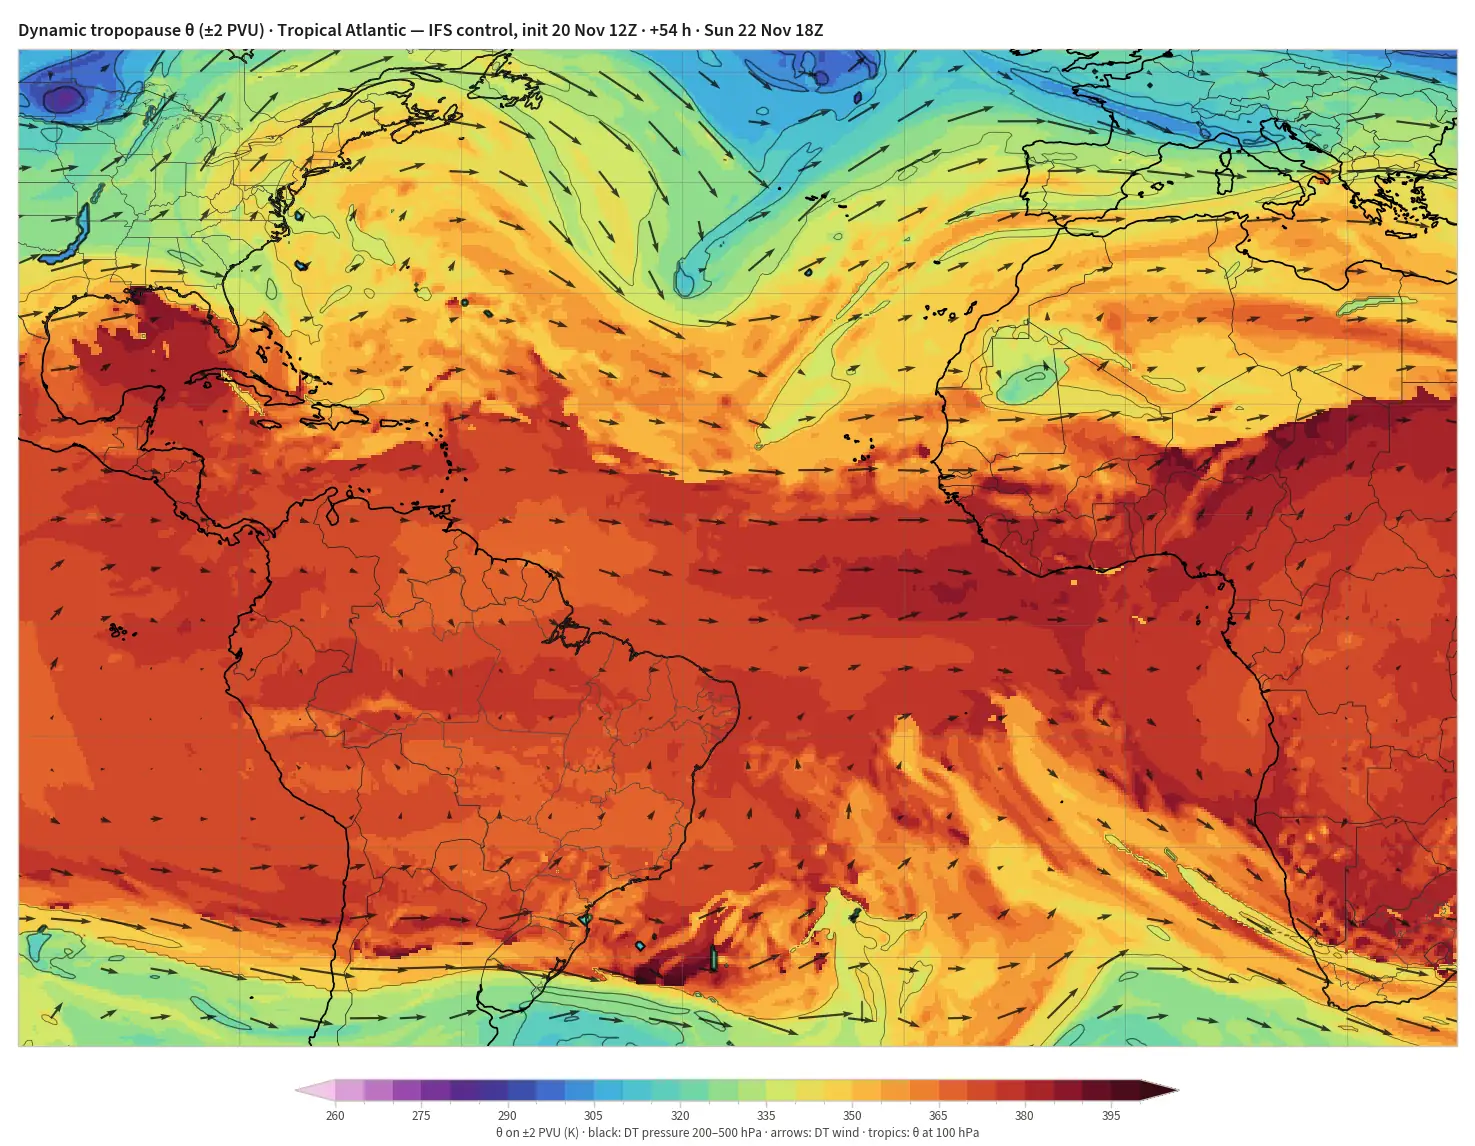 Dynamic tropopause θ (±2 PVU) · Tropical Atlantic — IFS control, init 20 Nov 12Z · +54 h · Sun 22 Nov 18Z
260 275 290 305 320 335 350 365 380 395
θ on ±2 PVU (K) · black: DT pressure 200–500 hPa · arrows: DT wind · tropics: θ at 100 hPa